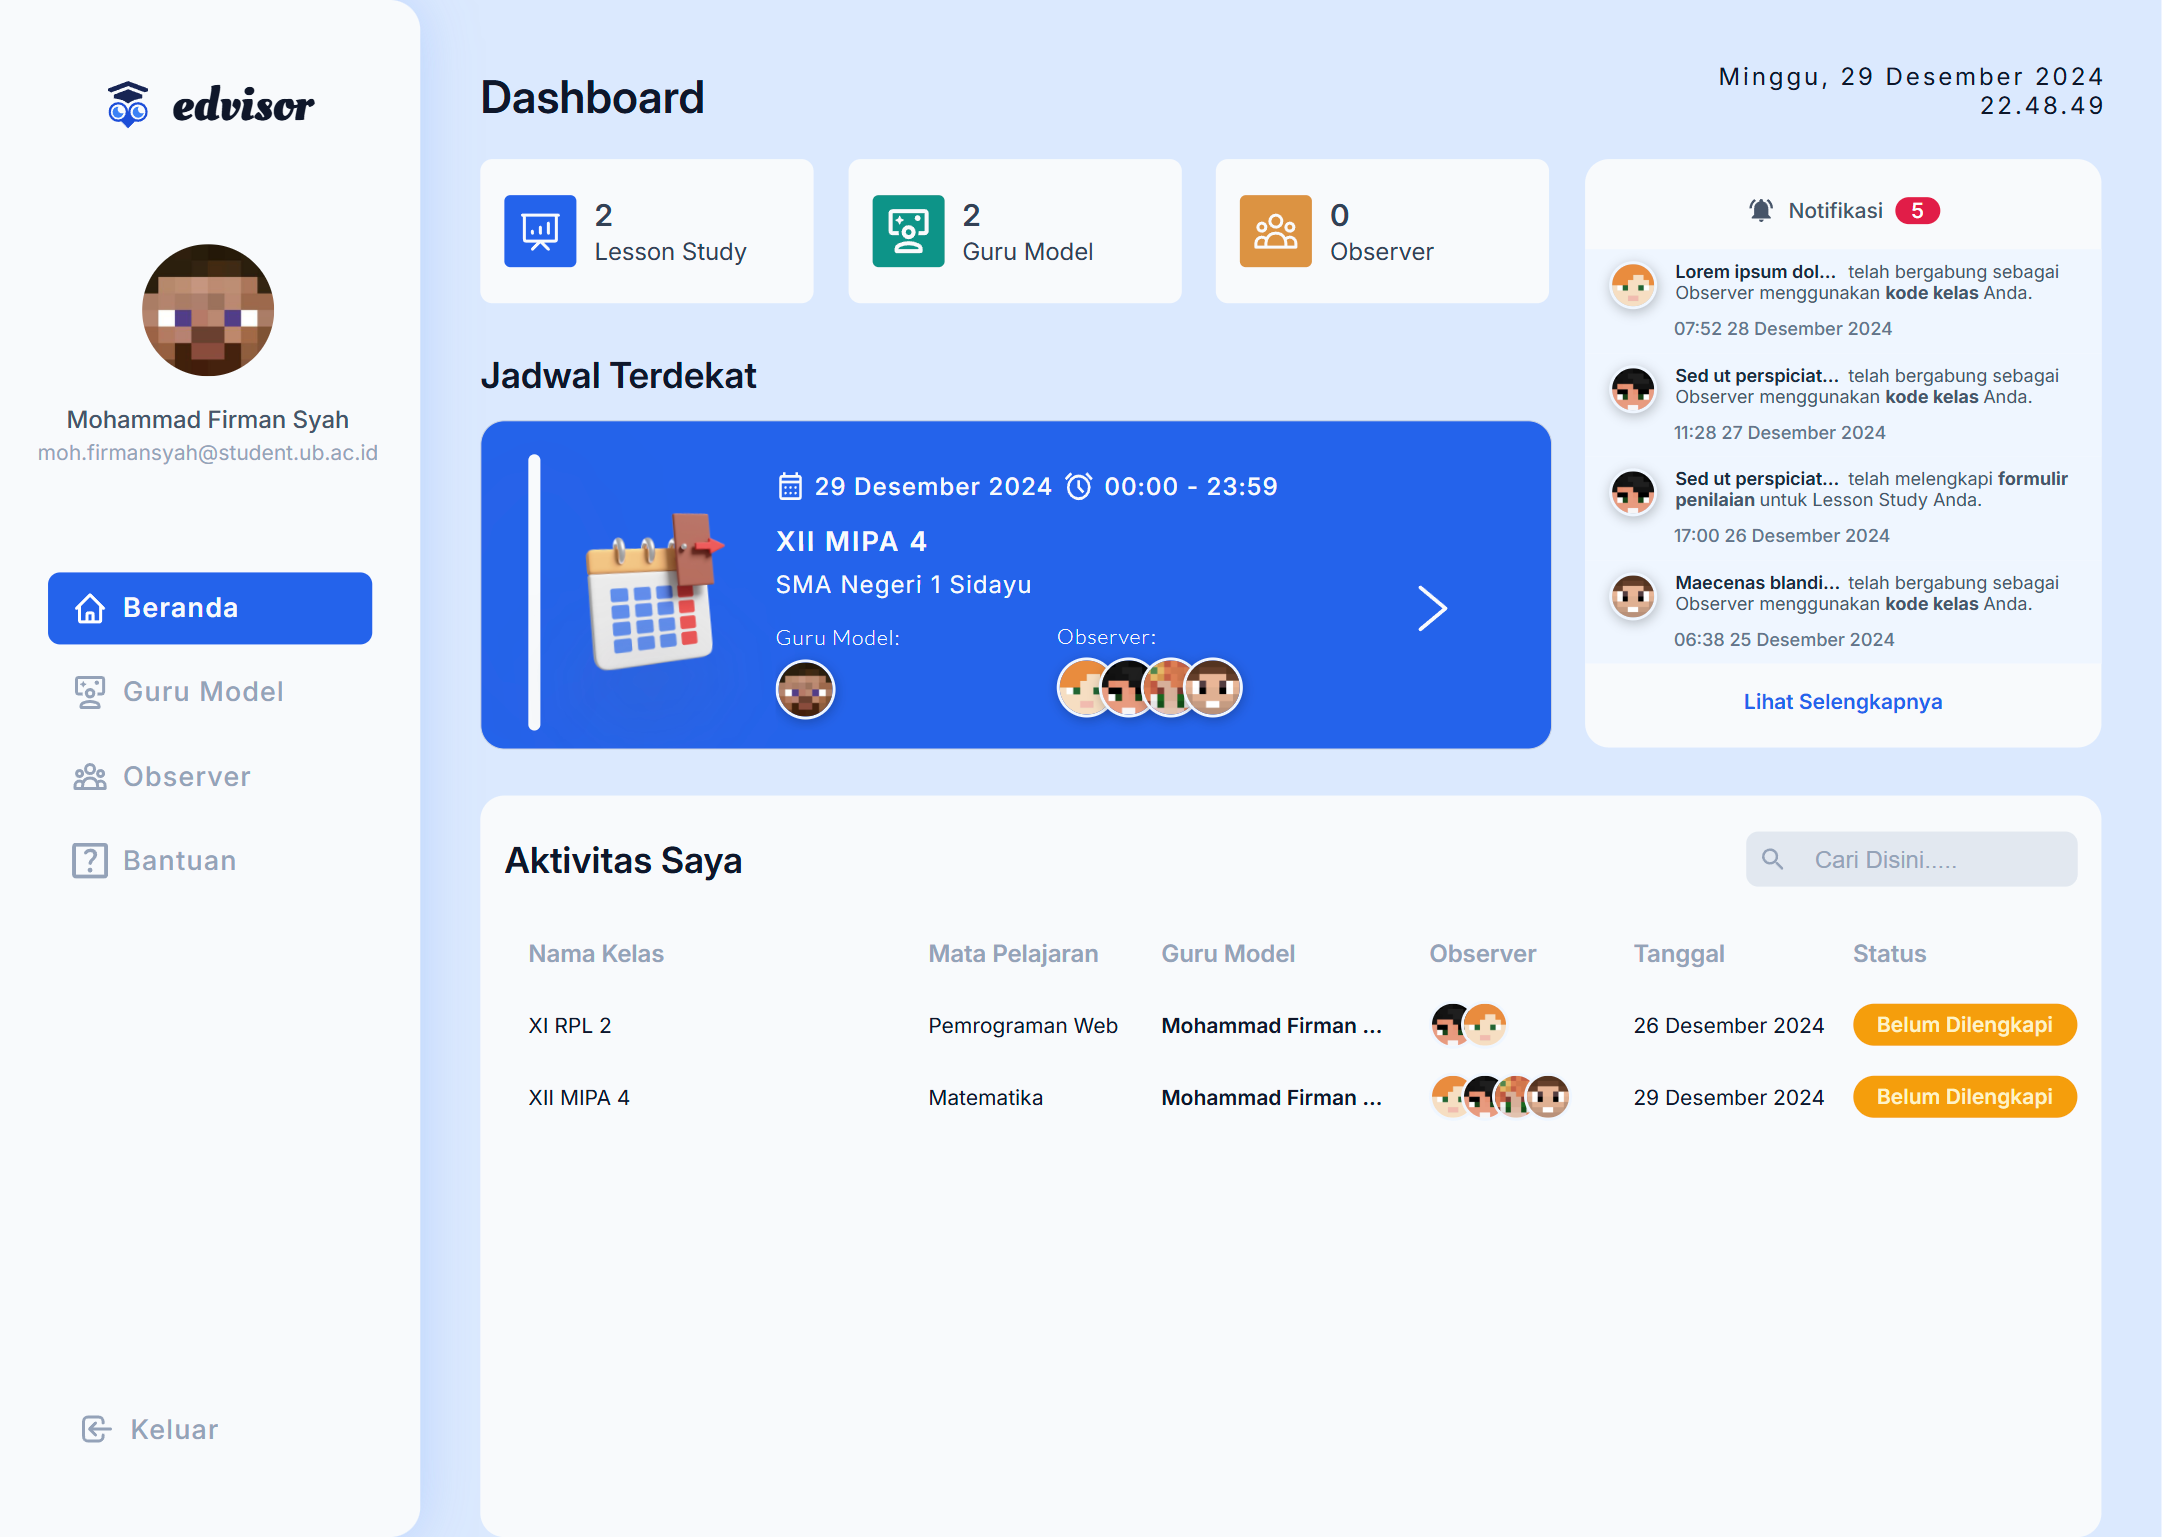 edvisor
Mohammad Firman Syah
moh.firmansyah@student.ub.ac.id
Beranda
Guru Model
Observer
Bantuan
Keluar
Dashboard
Minggu, 29 Desember 2024
22.48.49
2
Lesson Study
2
Guru Model
0
Observer
Jadwal Terdekat
29 Desember 2024 00:00 - 23:59
XII MIPA 4
SMA Negeri 1 Sidayu
Guru Model:
Observer:
Notifikasi 5
Lorem ipsum dol... telah bergabung sebagai
Observer menggunakan kode kelas Anda.
07:52 28 Desember 2024
Sed ut perspiciat... telah bergabung sebagai
Observer menggunakan kode kelas Anda.
11:28 27 Desember 2024
Sed ut perspiciat... telah melengkapi formulir
penilaian untuk Lesson Study Anda.
17:00 26 Desember 2024
Maecenas blandi... telah bergabung sebagai
Observer menggunakan kode kelas Anda.
06:38 25 Desember 2024
Lihat Selengkapnya
Aktivitas Saya
Cari Disini.....
Nama Kelas Mata Pelajaran Guru Model Observer Tanggal Status
XI RPL 2 Pemrograman Web Mohammad Firman ... 26 Desember 2024 Belum Dilengkapi
XII MIPA 4 Matematika Mohammad Firman ... 29 Desember 2024 Belum Dilengkapi